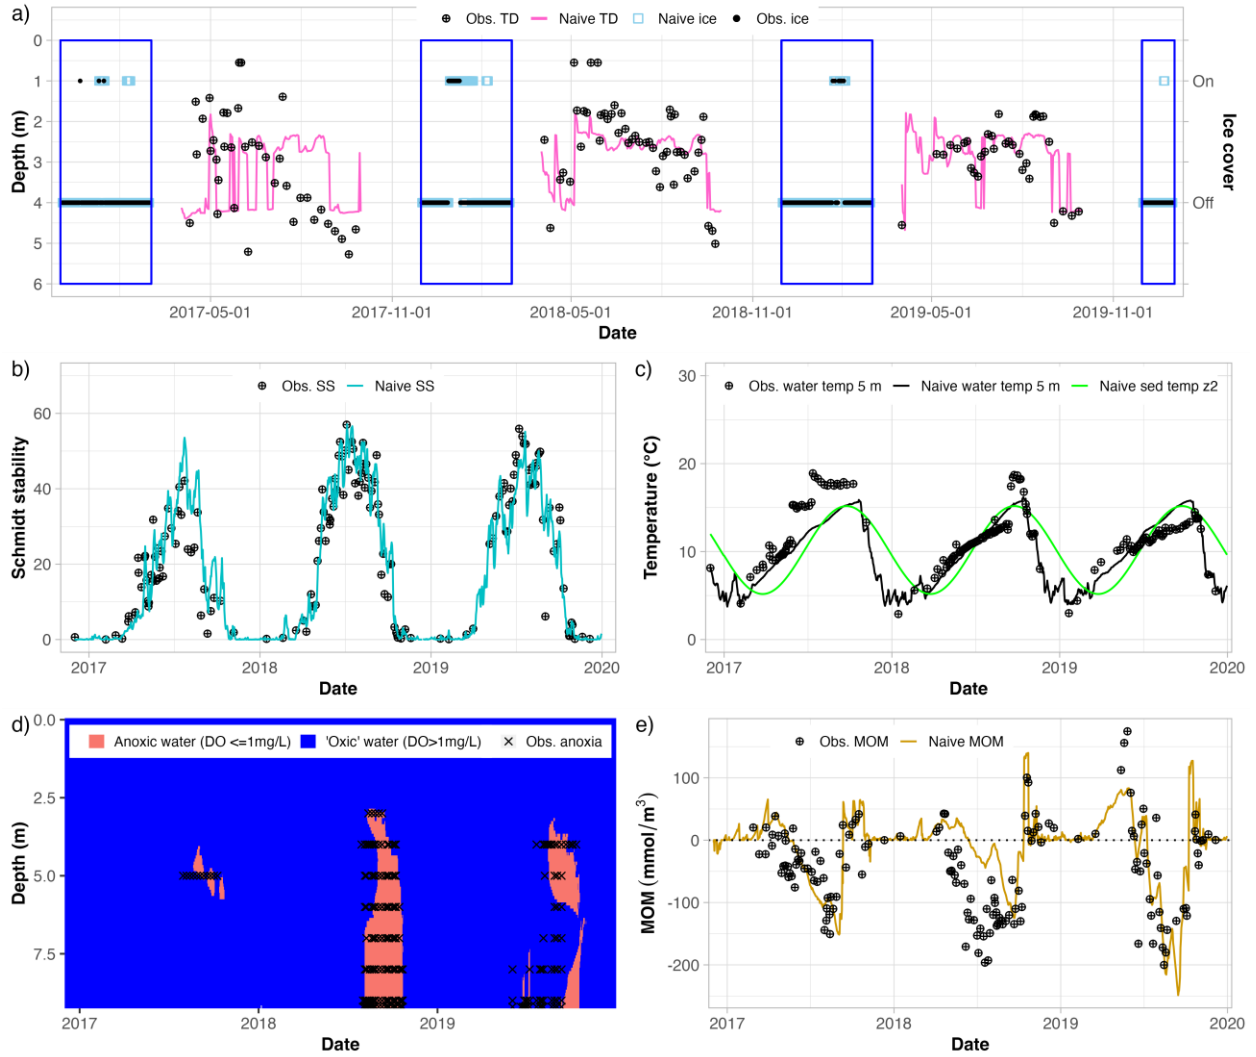 a)
Obs. TD Naive TD Naive ice Obs. ice
0
1
2
3
4
5
6
Depth (m)
On
Off
Ice cover
2017-05-01 2017-11-01 2018-05-01 2018-11-01 2019-05-01 2019-11-01
Date
b)
Obs. SS Naive SS
60
40
20
0
Schmidt stability
2017 2018 2019 2020
Date
c)
Obs. water temp 5 m Naive water temp 5 m Naive sed temp z2
30
20
10
0
Temperature (°C)
2017 2018 2019 2020
Date
d)
Anoxic water (DO <=1mg/L) 'Oxic' water (DO>1mg/L) Obs. anoxia
0.0
2.5
5.0
7.5
Depth (m)
2017 2018 2019
Date
e)
Obs. MOM Naive MOM
100
0
-100
-200
MOM (mmol/m³)
2017 2018 2019 2020
Date